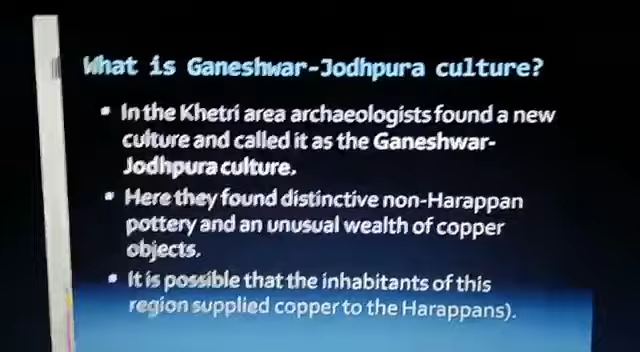 What is Ganeshwar-Jodhpura culture?
▪ In the Khetri area archaeologists found a new
culture and called it as the Ganeshwar-
Jodhpura culture.
▪ Here they found distinctive non-Harappan
pottery and an unusual wealth of copper
objects.
▪ It is possible that the inhabitants of this
region supplied copper to the Harappans).